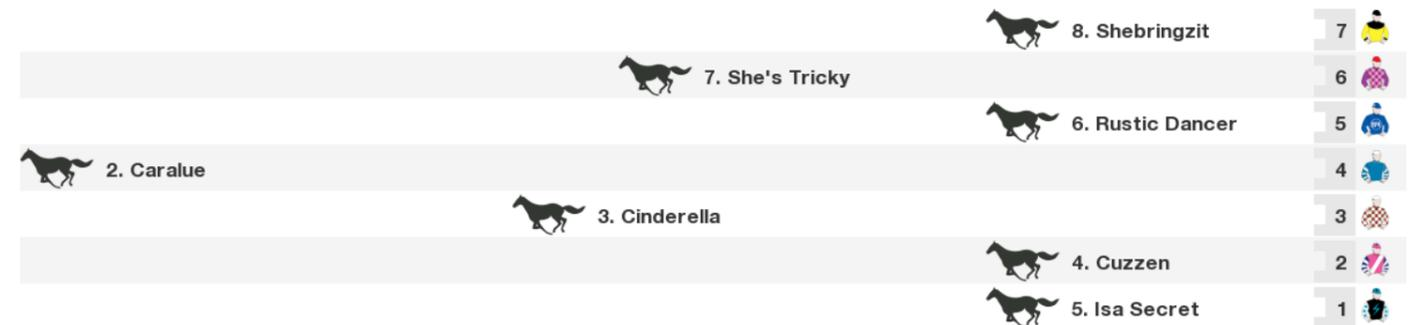 8. Shebringzit 7
7. She's Tricky 6
6. Rustic Dancer 5
2. Caralue 4
3. Cinderella 3
4. Cuzzen 2
5. Isa Secret 1